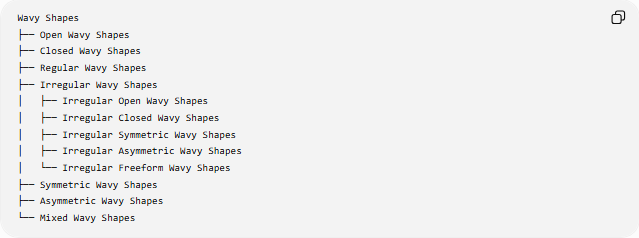 Wavy Shapes
├── Open Wavy Shapes
├── Closed Wavy Shapes
├── Regular Wavy Shapes
├── Irregular Wavy Shapes
│   ├── Irregular Open Wavy Shapes
│   ├── Irregular Closed Wavy Shapes
│   ├── Irregular Symmetric Wavy Shapes
│   ├── Irregular Asymmetric Wavy Shapes
│   └── Irregular Freeform Wavy Shapes
├── Symmetric Wavy Shapes
├── Asymmetric Wavy Shapes
└── Mixed Wavy Shapes